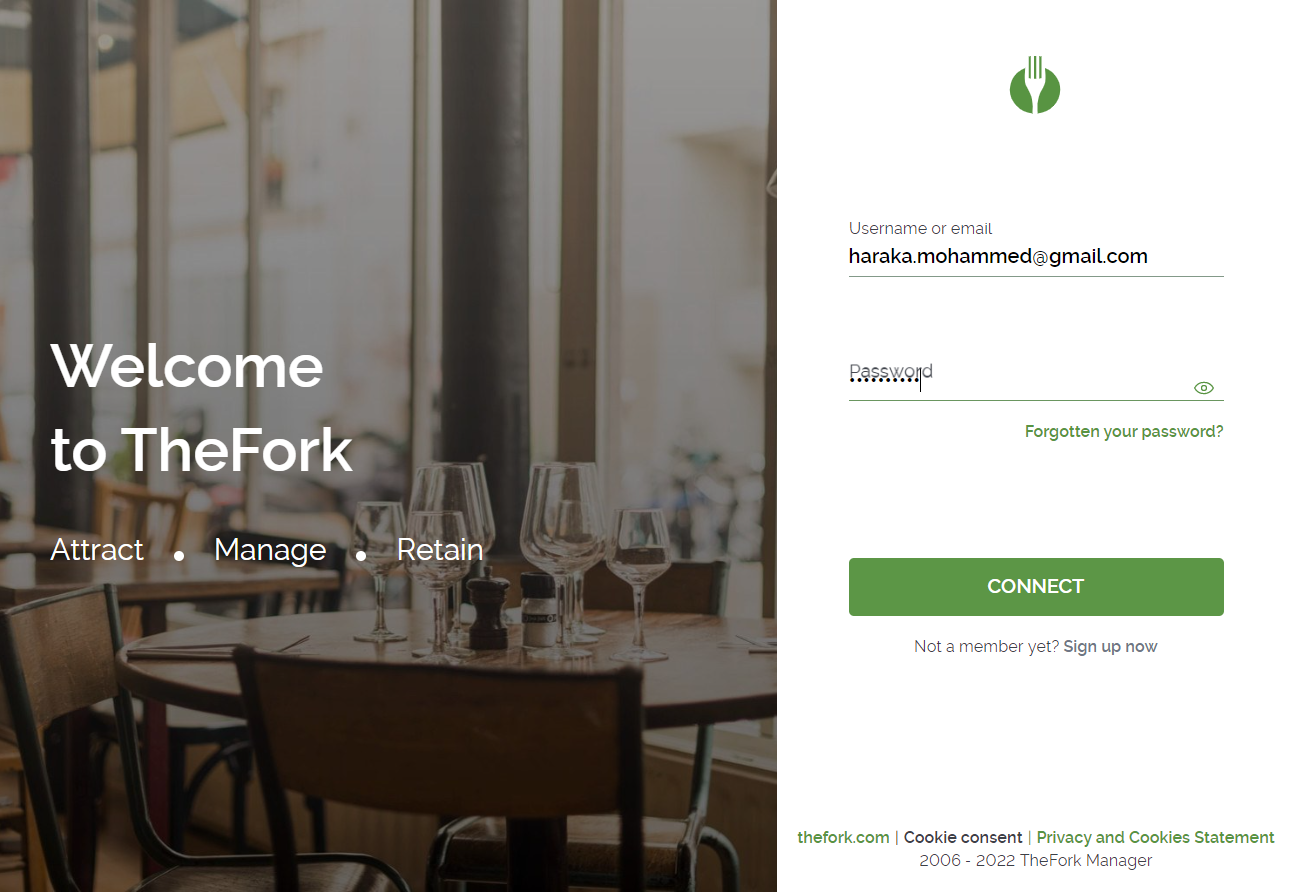 Welcome
to TheFork
Attract • Manage • Retain
Username or email
haraka.mohammed@gmail.com
Password
••••••••••
Forgotten your password?
CONNECT
Not a member yet? Sign up now
thefork.com | Cookie consent | Privacy and Cookies Statement
2006 - 2022 TheFork Manager